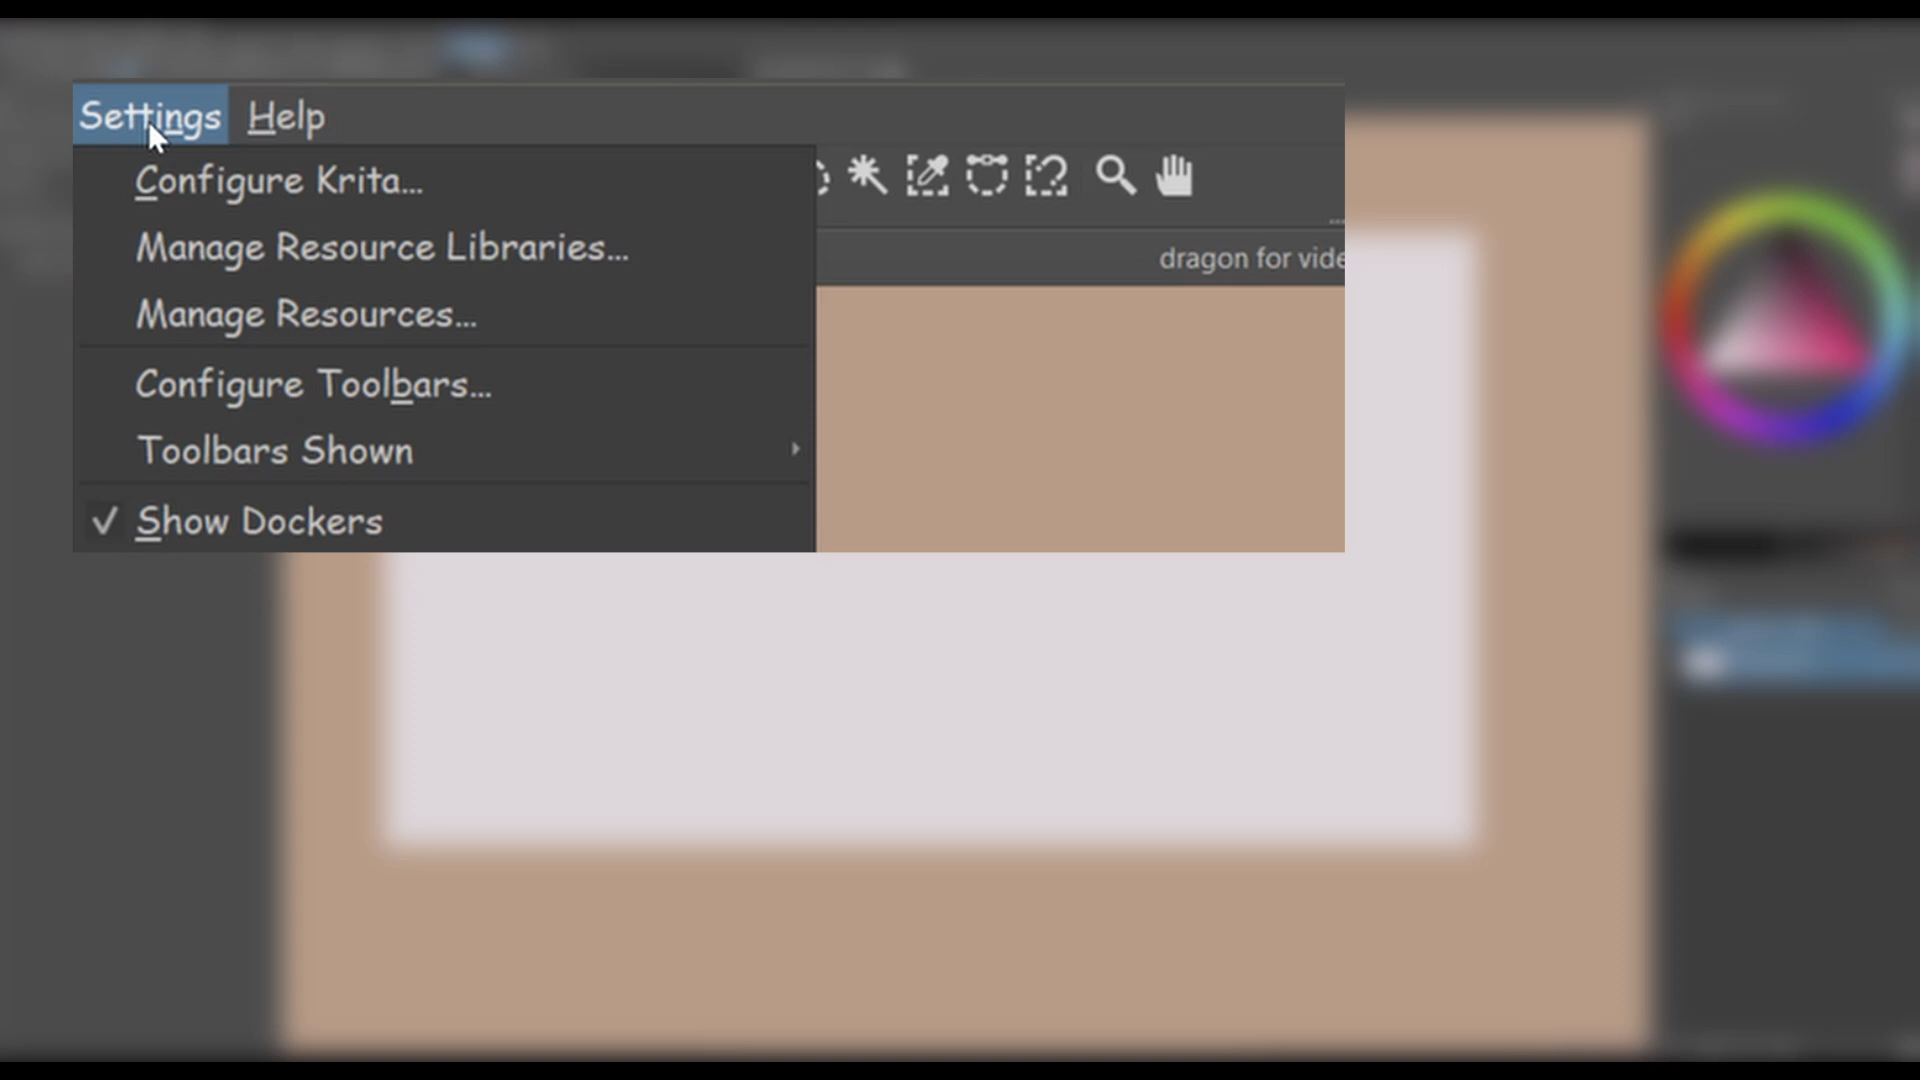 Settings Help
Configure Krita...
Manage Resource Libraries...
Manage Resources...
dragon for vide
Configure Toolbars...
Toolbars Shown
Show Dockers